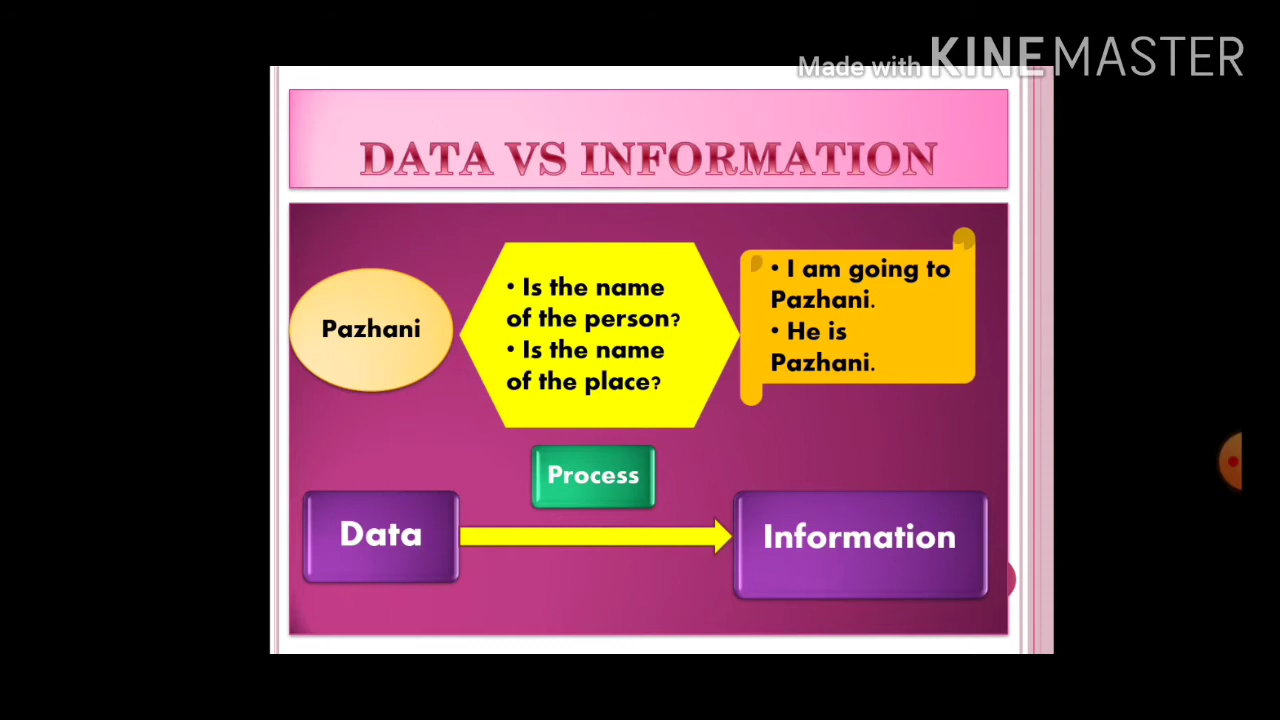 Made with KINEMASTER
DATA VS INFORMATION
Pazhani
• Is the name
of the person?
• Is the name
of the place?
• I am going to
Pazhani.
• He is
Pazhani.
Process
Data
Information